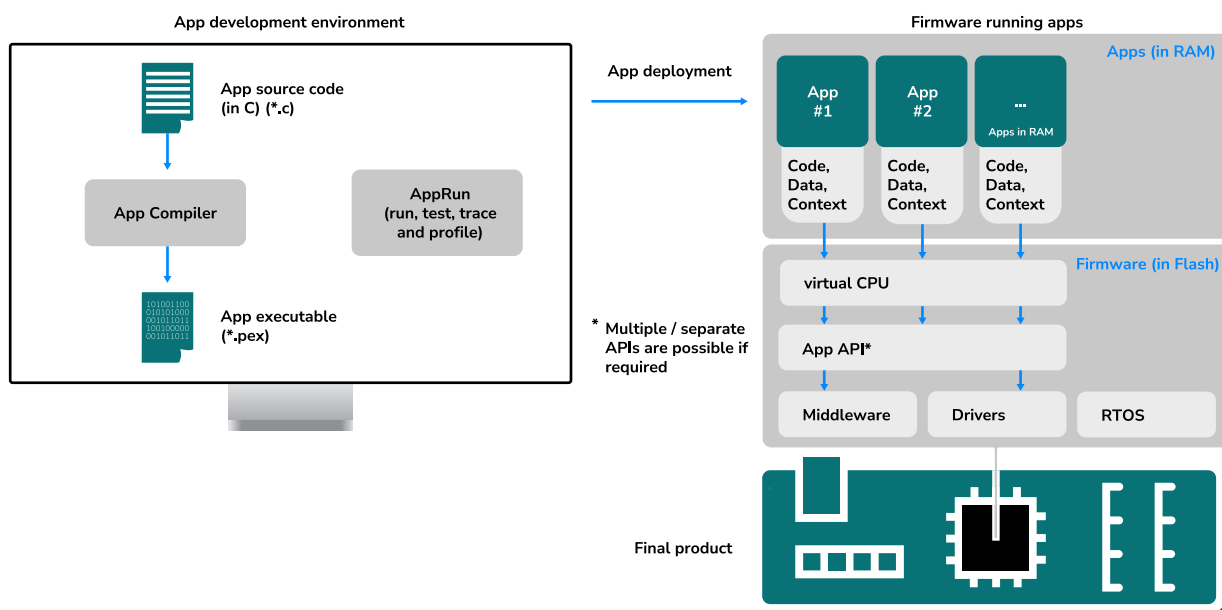 App development environment
App source code
(in C) (*.c)
App Compiler
AppRun
(run, test, trace
and profile)
101001100
010101000
001011011
100100000
001011011
App executable
(*.pex)
App deployment
* Multiple / separate
APIs are possible if
required
Firmware running apps
Apps (in RAM)
App
#1
App
#2
...
Apps in RAM
Code,
Data,
Context
Code,
Data,
Context
Code,
Data,
Context
Firmware (in Flash)
virtual CPU
App API*
Middleware
Drivers
RTOS
Final product